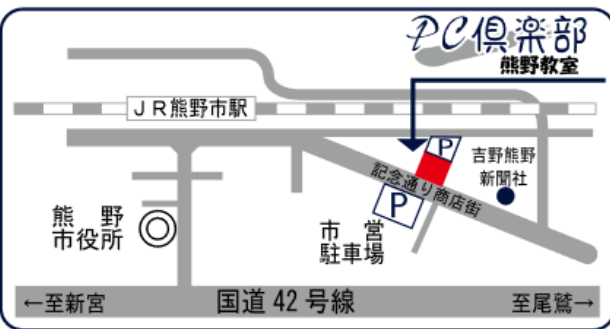 PC倶楽部
熊野教室
JR熊野市駅
P
吉野熊野
新聞社
記念通り商店街
P
熊野
市役所
市営
駐車場
←至新宮
国道42号線
至尾鷲→